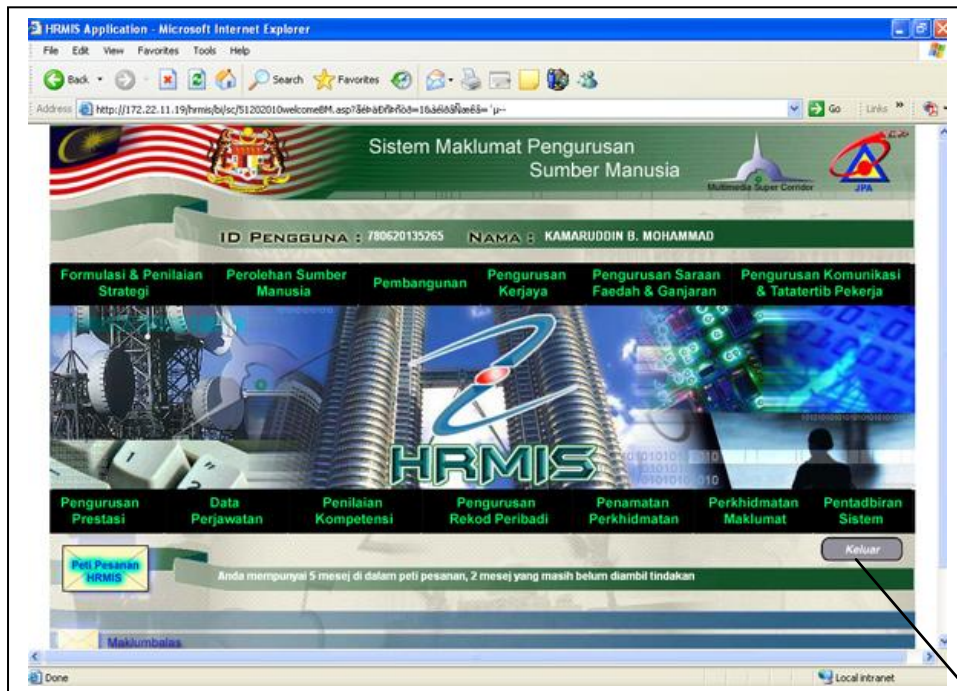 HRMIS Application - Microsoft Internet Explorer
File Edit View Favorites Tools Help
Back Search Favorites
Address http://172.22.11.19/hrmis/bi/sc/51202010welcomeBM.asp? Go Links
Sistem Maklumat Pengurusan
Sumber Manusia
Multimedia Super Corridor
JPA
ID PENGGUNA : 780620135265 NAMA : KAMARUDDIN B. MOHAMMAD
Formulasi & Penilaian Strategi
Perolehan Sumber Manusia
Pembangunan
Pengurusan Kerjaya
Pengurusan Saraan Faedah & Ganjaran
Pengurusan Komunikasi & Tatatertib Pekerja
HRMIS
Pengurusan Prestasi
Data Perjawatan
Penilaian Kompetensi
Pengurusan Rekod Peribadi
Penamatan Perkhidmatan
Perkhidmatan Maklumat
Pentadbiran Sistem
Keluar
Peti Pesanan
HRMIS
Anda mempunyai 5 mesej di dalam peti pesanan, 2 mesej yang masih belum diambil tindakan
Maklumbalas
Done Local intranet